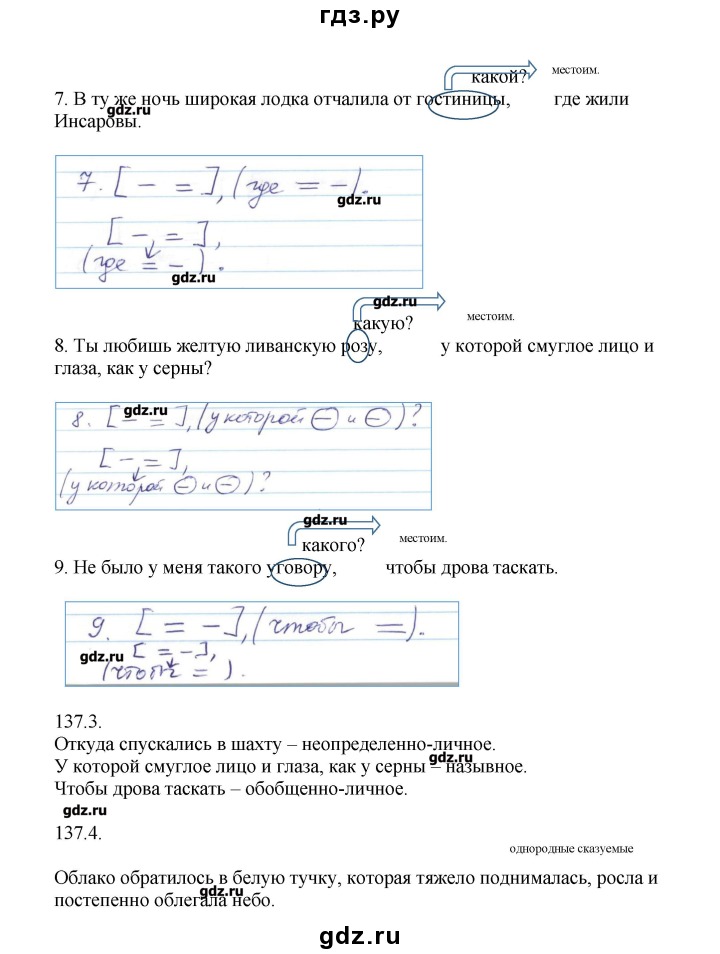 гдз.ру
какой? местоим.
7. В ту же ночь широкая лодка отчалила от гостиницы, где жили
gdz.ru
Инсаровы.
7. [ – = ], (где = –).
gdz.ru
[ –, = ],
(где = – ).
gdz.ru
gdz.ru
какую? местоим.
8. Ты любишь желтую ливанскую розу, у которой смуглое лицо и
глаза, как у серны?
gdz.ru
8. [ – = ], (у которой – и – )?
[ –, = ],
(у которой – и – )?
gdz.ru
какого? местоим.
9. Не было у меня такого уговору, чтобы дрова таскать.
9. [ = – ], (чтобы = ).
gdz.ru [ = – ],
(чтобы = ).
137.3.
Откуда спускались в шахту – неопределенно-личное.
У которой смуглое лицо и глаза, как у серны – назывное.
gdz.ru
Чтобы дрова таскать – обобщенно-личное.
gdz.ru
137.4.
однородные сказуемые
Облако обратилось в белую тучку, которая тяжело поднималась, росла и
gdz.ru
постепенно облегала небо.
gdz.ru